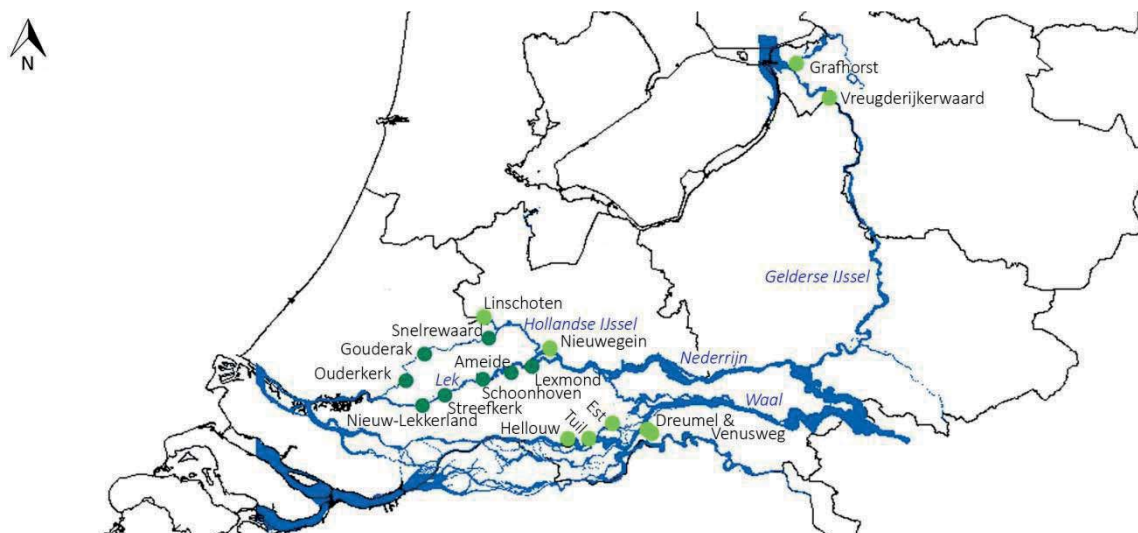 N
Grafhorst
Vreugderijkerwaard
Gelderse IJssel
Linschoten
Hollandse IJssel
Snelrewaard
Nieuwegein
Gouderak
Ameide
Nederrijn
Ouderkerk
Lek
Lexmond
Schoonhoven
Waal
Streefkerk
Nieuw-Lekkerland
Est
Tuil
Hellouw
Dreumel &
Venusweg